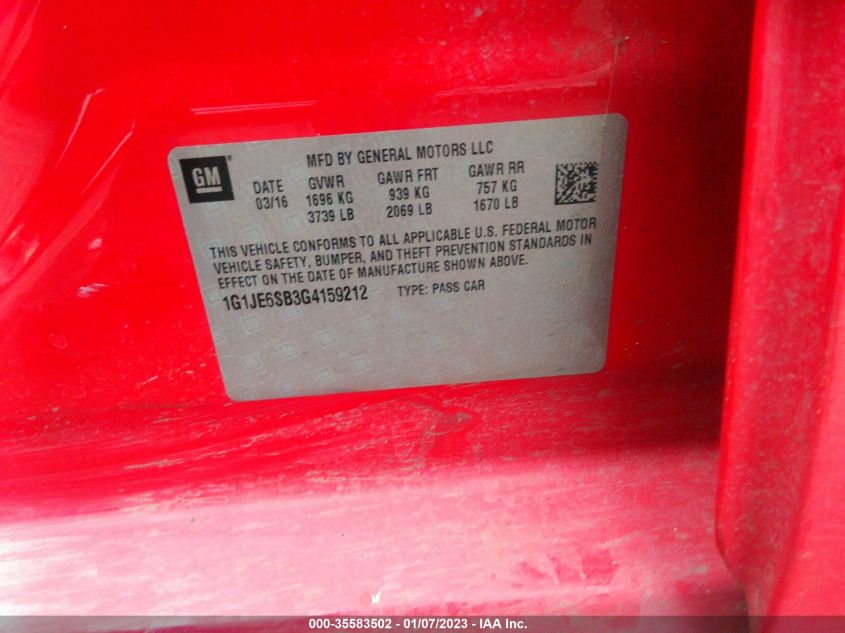 MFD BY GENERAL MOTORS LLC
GM®
DATE GVWR GAWR FRT GAWR RR
03/16 1696 KG 939 KG 757 KG
3739 LB 2069 LB 1670 LB
THIS VEHICLE CONFORMS TO ALL APPLICABLE U.S. FEDERAL MOTOR
VEHICLE SAFETY, BUMPER, AND THEFT PREVENTION STANDARDS IN
EFFECT ON THE DATE OF MANUFACTURE SHOWN ABOVE.
1G1JE6SB3G4159212 TYPE: PASS CAR
000-35583502 - 01/07/2023 - IAA Inc.